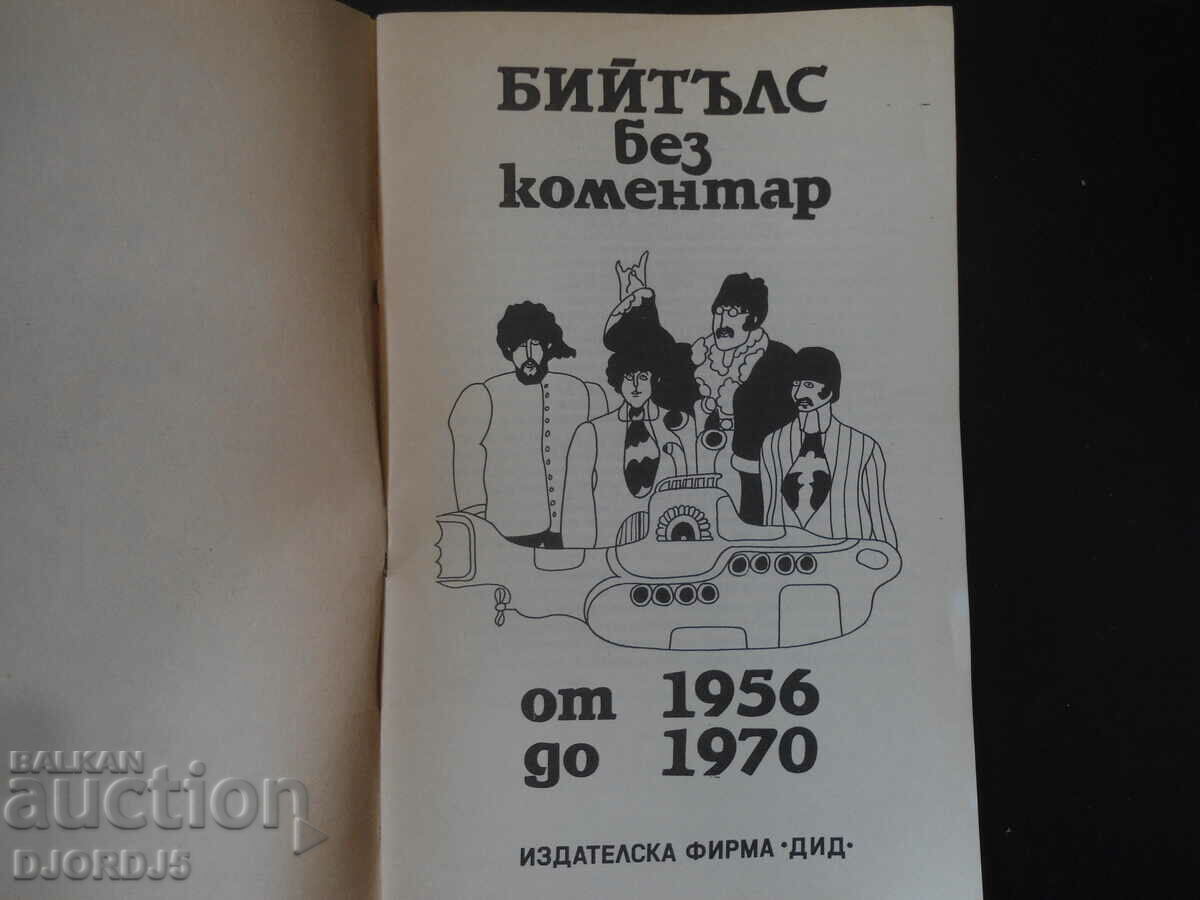 БИЙТЪЛС
без
коментар
от 1956
до 1970
ИЗДАТЕЛСКА ФИРМА •ДИД•
BALKAN
auction
DJORDJ5